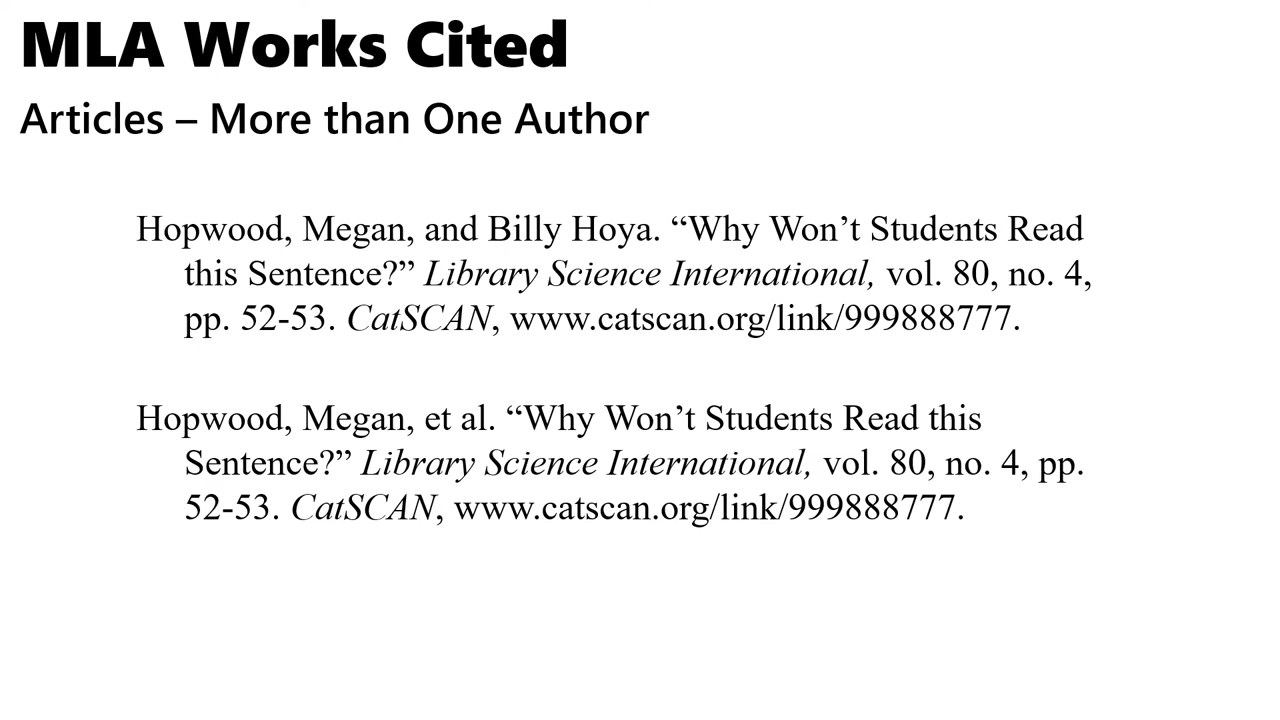 MLA Works Cited
Articles – More than One Author
Hopwood, Megan, and Billy Hoya. “Why Won’t Students Read
this Sentence?” Library Science International, vol. 80, no. 4,
pp. 52-53. CatSCAN, www.catscan.org/link/999888777.
Hopwood, Megan, et al. “Why Won’t Students Read this
Sentence?” Library Science International, vol. 80, no. 4, pp.
52-53. CatSCAN, www.catscan.org/link/999888777.